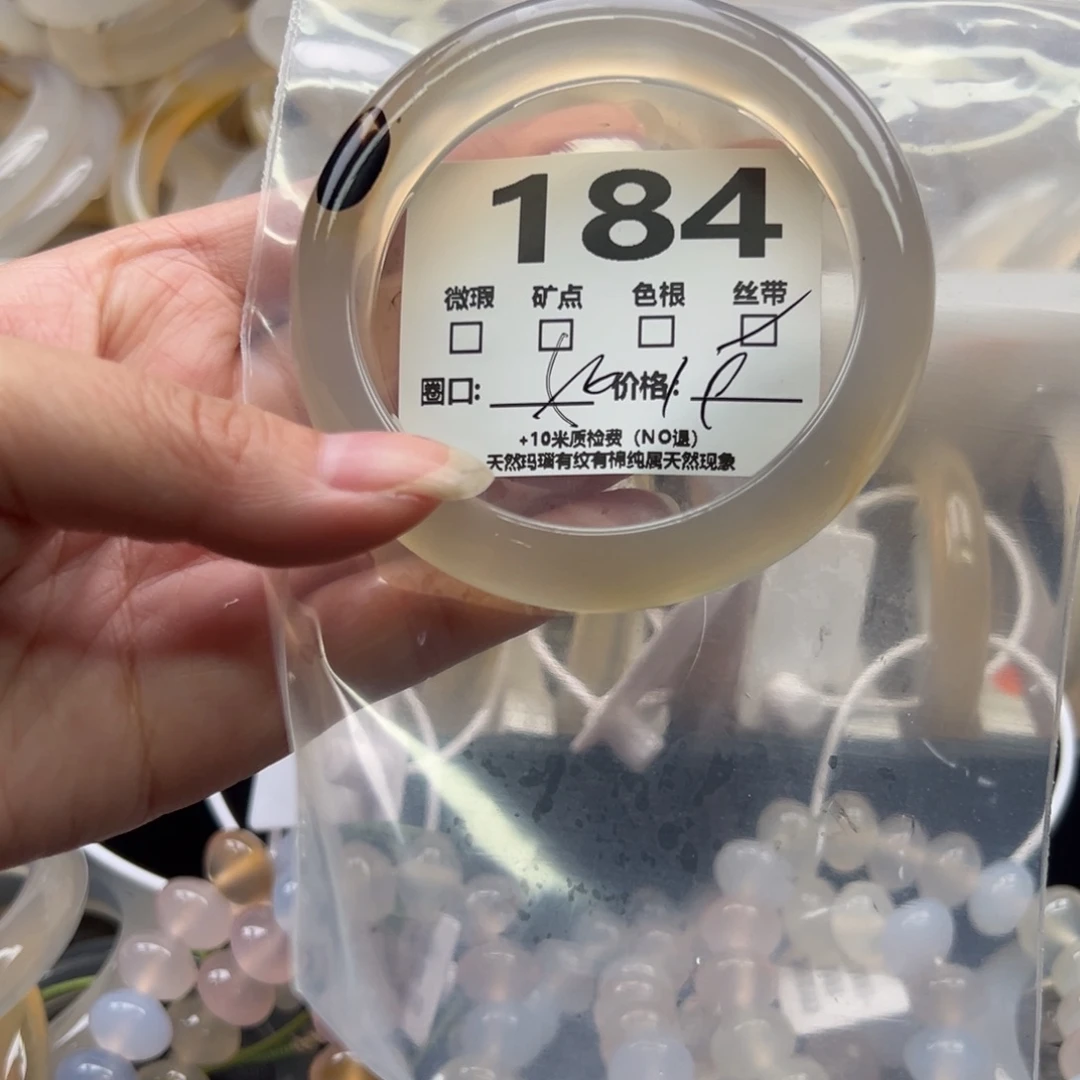 184
微瑕 矿点 色根 丝带
圈口: 价格:
+10米质检费（NO退）
天然玛瑙有纹有棉纯属天然现象